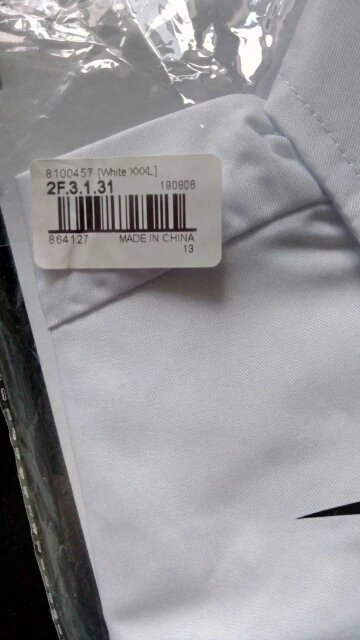 8100457 [White XXXL]
2F.3.1.31 190806
864127 MADE IN CHINA
13